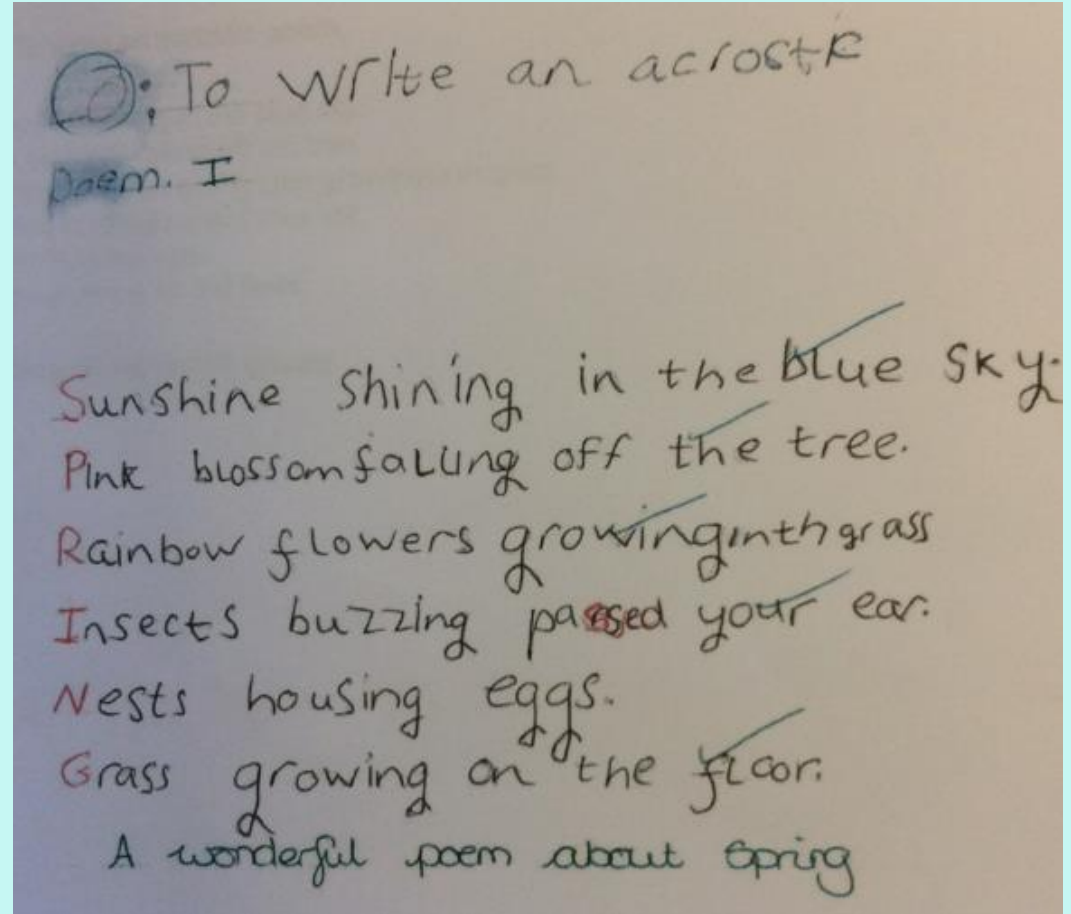 LO: To write an acrostic
poem. I
Sunshine shining in the blue sky.
Pink blossom falling off the tree.
Rainbow flowers growing inth grass
Insects buzzing passed your ear.
Nests housing eggs.
Grass growing on the floor.
A wonderful poem about Spring